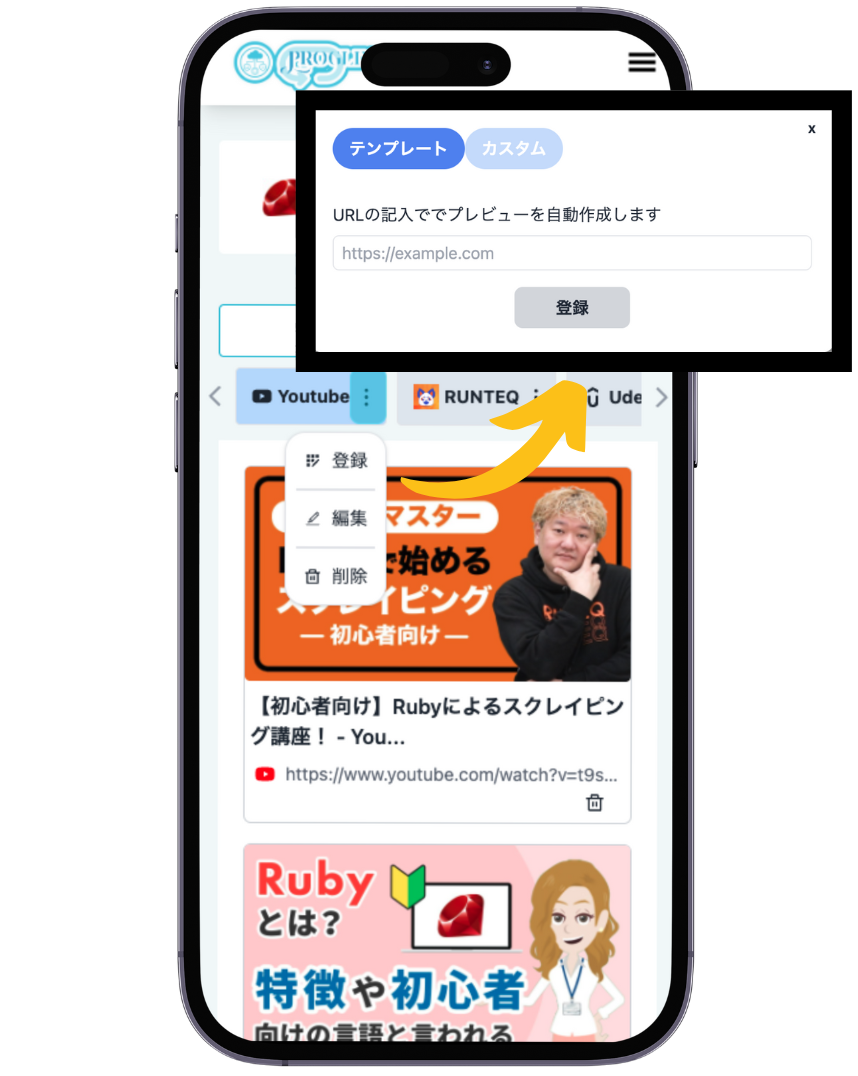 x
テンプレート
カスタム
URLの記入ででプレビューを自動作成します
https://example.com
登録
Youtube
RUNTEQ
登録
編集
削除
マスター
で始める
スクレイピング
― 初心者向け ―
【初心者向け】Rubyによるスクレイピン
グ講座！ - You...
https://www.youtube.com/watch?v=t9s...
Ruby
とは？
特徴や初心者
向けの言語と言われる